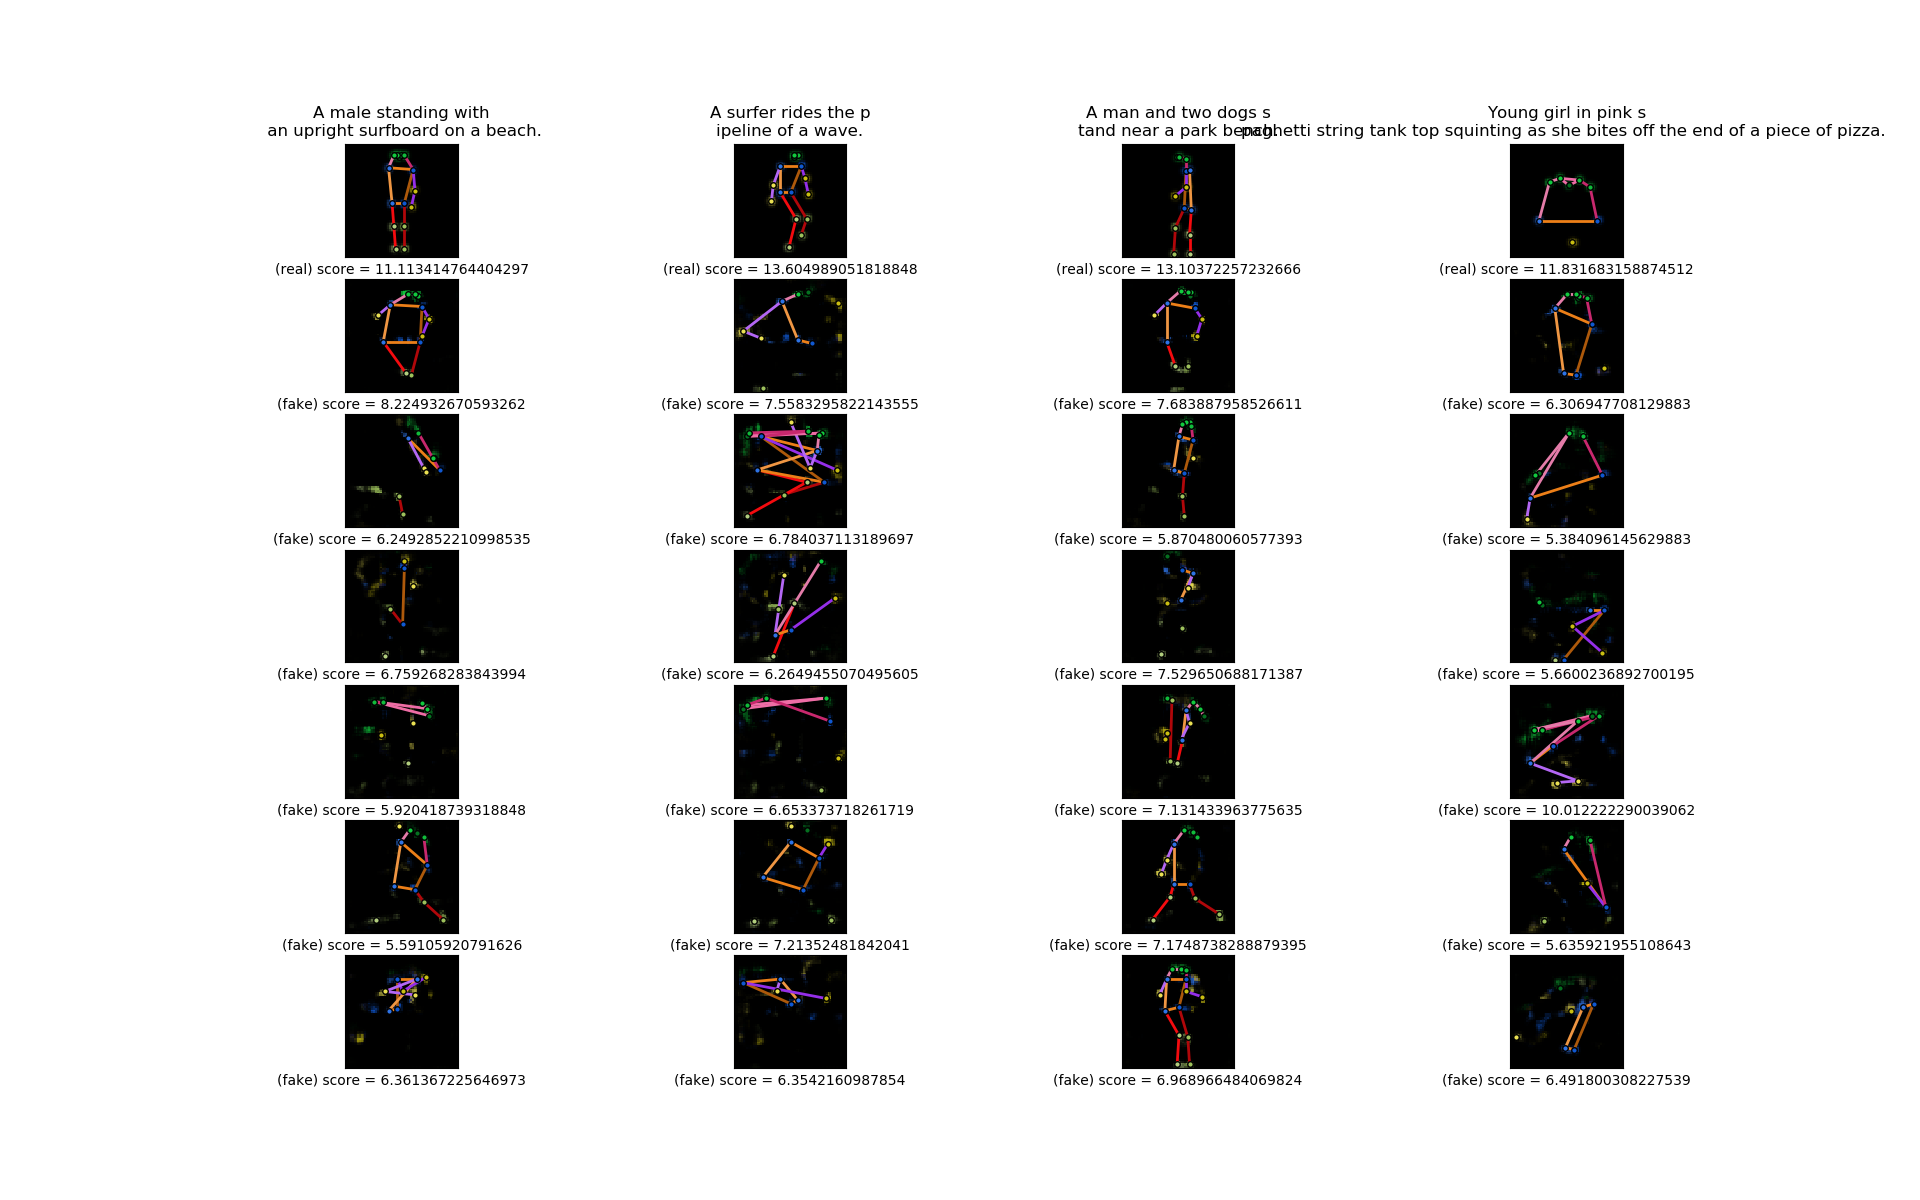 A male standing with
an upright surfboard on a beach.
A surfer rides the p
ipeline of a wave.
A man and two dogs s
tand near a park bench.
Young girl in pink s
paghetti string tank top squinting as she bites off the end of a piece of pizza.
(real) score = 11.113414764404297
(real) score = 13.604989051818848
(real) score = 13.10372257232666
(real) score = 11.831683158874512
(fake) score = 8.224932670593262
(fake) score = 7.5583295822143555
(fake) score = 7.683887958526611
(fake) score = 6.306947708129883
(fake) score = 6.2492852210998535
(fake) score = 6.784037113189697
(fake) score = 5.870480060577393
(fake) score = 5.384096145629883
(fake) score = 6.759268283843994
(fake) score = 6.2649455070495605
(fake) score = 7.529650688171387
(fake) score = 5.6600236892700195
(fake) score = 5.920418739318848
(fake) score = 6.653373718261719
(fake) score = 7.131433963775635
(fake) score = 10.012222290039062
(fake) score = 5.59105920791626
(fake) score = 7.21352481842041
(fake) score = 7.1748738288879395
(fake) score = 5.635921955108643
(fake) score = 6.361367225646973
(fake) score = 6.3542160987854
(fake) score = 6.968966484069824
(fake) score = 6.491800308227539